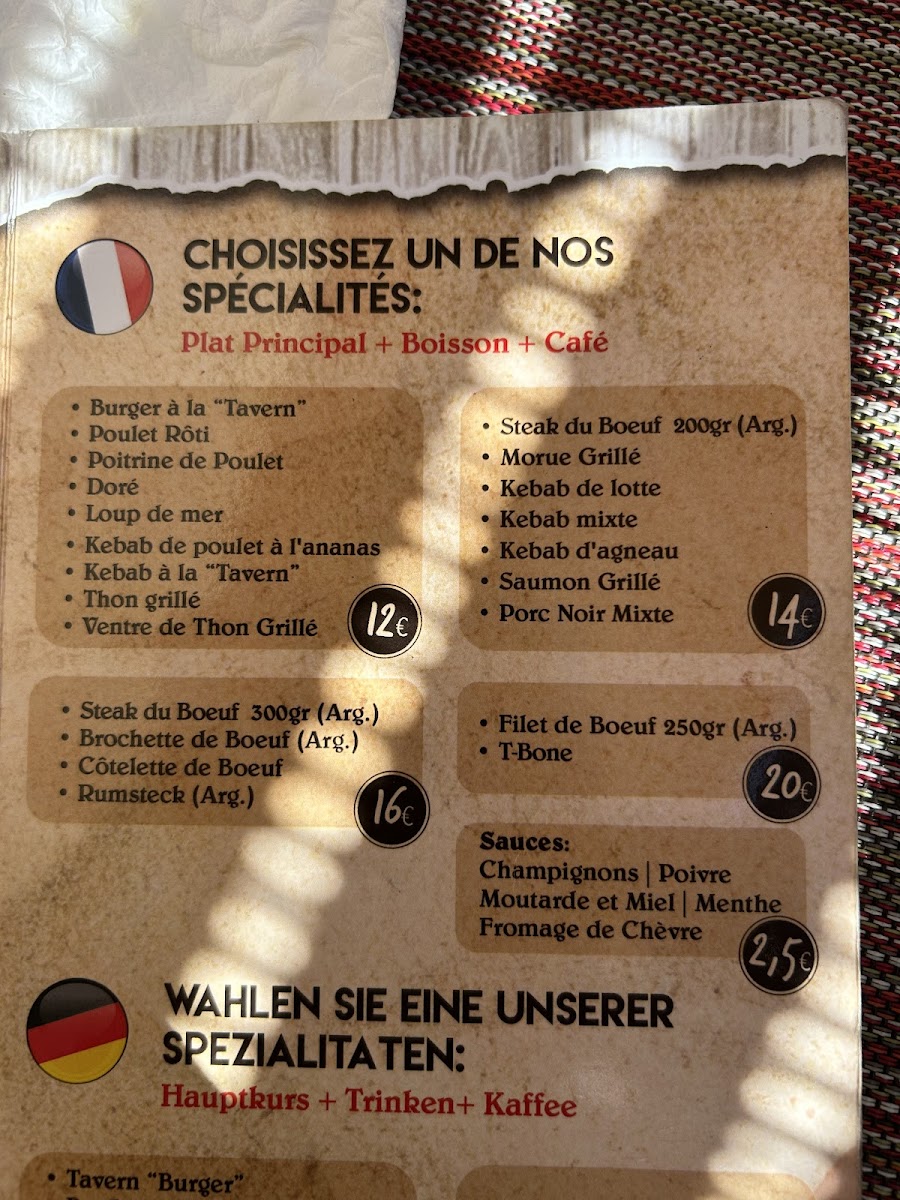 CHOISISSEZ UN DE NOS
SPÉCIALITÉS:
Plat Principal + Boisson + Café
• Burger à la “Tavern”
• Poulet Rôti
• Poitrine de Poulet
• Doré
• Loup de mer
• Kebab de poulet à l'ananas
• Kebab à la “Tavern”
• Thon grillé
• Ventre de Thon Grillé
12€
• Steak du Boeuf 200gr (Arg.)
• Morue Grillé
• Kebab de lotte
• Kebab mixte
• Kebab d'agneau
• Saumon Grillé
• Porc Noir Mixte
14€
• Steak du Boeuf 300gr (Arg.)
• Brochette de Boeuf (Arg.)
• Côtelette de Boeuf
• Rumsteck (Arg.)
16€
• Filet de Boeuf 250gr (Arg.)
• T-Bone
20€
Sauces:
Champignons | Poivre
Moutarde et Miel | Menthe
Fromage de Chèvre
2,5€
WAHLEN SIE EINE UNSERER
SPEZIALITATEN:
Hauptkurs + Trinken+ Kaffee
• Tavern “Burger”